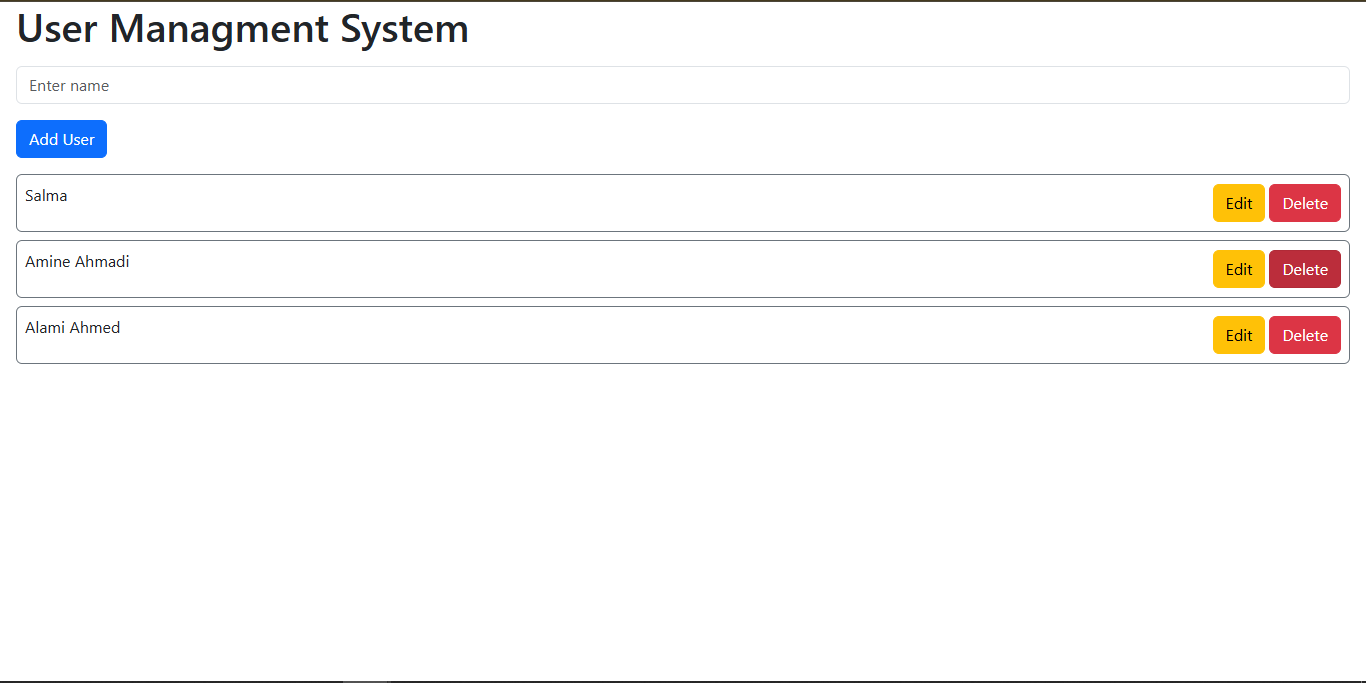 User Managment System
Enter name
Add User
Salma Edit Delete
Amine Ahmadi Edit Delete
Alami Ahmed Edit Delete